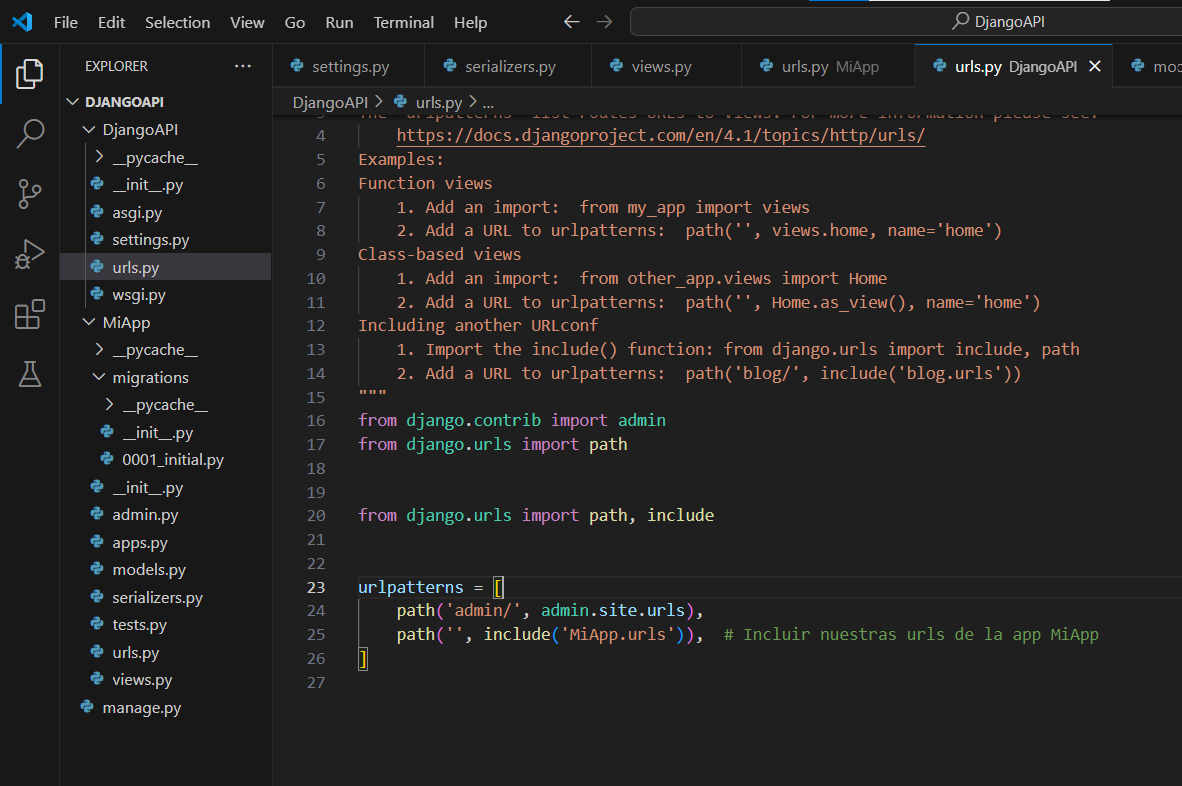 File Edit Selection View Go Run Terminal Help
DjangoAPI
EXPLORER
settings.py
serializers.py
views.py
urls.py MiApp
urls.py DjangoAPI
DJANGOAPI
DjangoAPI
__pycache__
__init__.py
asgi.py
settings.py
urls.py
wsgi.py
MiApp
__pycache__
migrations
__pycache__
__init__.py
0001_initial.py
__init__.py
admin.py
apps.py
models.py
serializers.py
tests.py
urls.py
views.py
manage.py
DjangoAPI > urls.py > ...
4 https://docs.djangoproject.com/en/4.1/topics/http/urls/
5 Examples:
6 Function views
7 1. Add an import:  from my_app import views
8 2. Add a URL to urlpatterns:  path('', views.home, name='home')
9 Class-based views
10 1. Add an import:  from other_app.views import Home
11 2. Add a URL to urlpatterns:  path('', Home.as_view(), name='home')
12 Including another URLconf
13 1. Import the include() function: from django.urls import include, path
14 2. Add a URL to urlpatterns:  path('blog/', include('blog.urls'))
15 """
16 from django.contrib import admin
17 from django.urls import path
18
19
20 from django.urls import path, include
21
22
23 urlpatterns = [
24 path('admin/', admin.site.urls),
25 path('', include('MiApp.urls')),  # Incluir nuestras urls de la app MiApp
26 ]
27